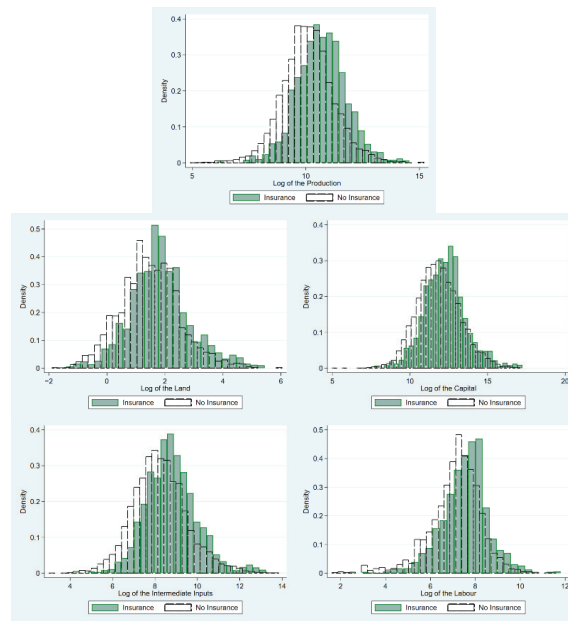 0.4
0.3
Density
0.2
0.1
0
5 10 15
Log of the Production
Insurance No Insurance
0.5
0.4
Density
0.3
0.2
0.1
0
−2 0 2 4 6
Log of the Land
Insurance No Insurance
0.4
0.3
Density
0.2
0.1
0
5 10 15 20
Log of the Capital
Insurance No Insurance
0.4
0.3
Density
0.2
0.1
0
4 6 8 10 12 14
Log of the Intermediate Inputs
Insurance No Insurance
0.5
0.4
Density
0.3
0.2
0.1
0
2 4 6 8 10 12
Log of the Labour
Insurance No Insurance